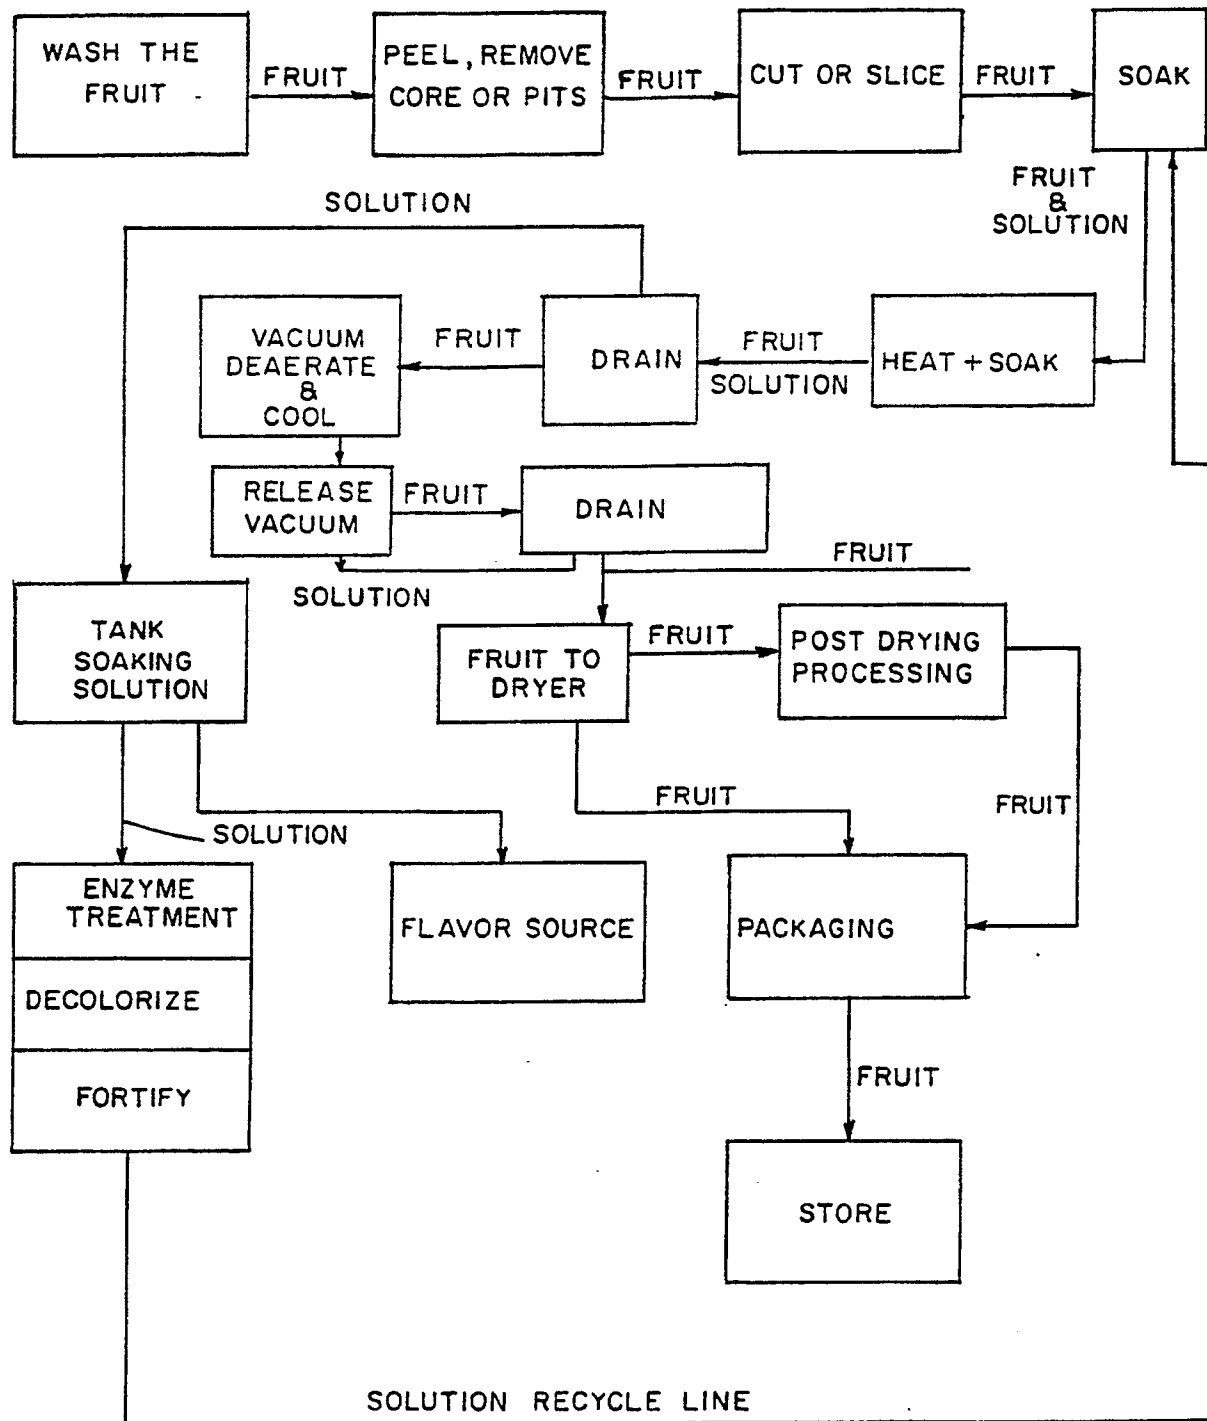 WASH THE
FRUIT
FRUIT
PEEL, REMOVE
CORE OR PITS
FRUIT
CUT OR SLICE
FRUIT
SOAK
FRUIT
&
SOLUTION
SOLUTION
VACUUM
DEAERATE
&
COOL
FRUIT
DRAIN
FRUIT
SOLUTION
HEAT + SOAK
RELEASE
VACUUM
FRUIT
DRAIN
FRUIT
SOLUTION
TANK
SOAKING
SOLUTION
FRUIT TO
DRYER
FRUIT
POST DRYING
PROCESSING
FRUIT
FRUIT
SOLUTION
ENZYME
TREATMENT
DECOLORIZE
FORTIFY
FLAVOR SOURCE
PACKAGING
FRUIT
STORE
SOLUTION RECYCLE LINE